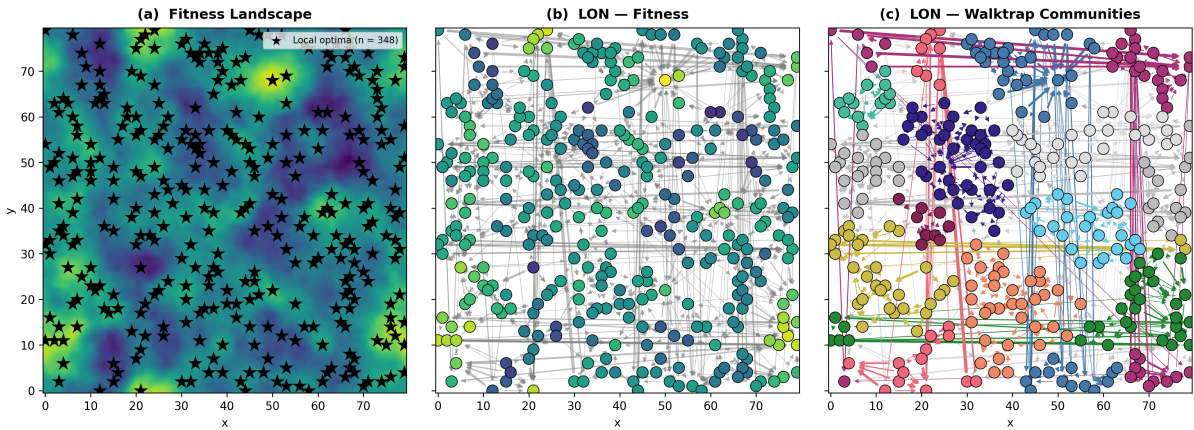 (a)  Fitness Landscape
(b)  LON — Fitness
(c)  LON — Walktrap Communities
Local optima (n = 348)
y
0
10
20
30
40
50
60
70
0 10 20 30 40 50 60 70
x
0 10 20 30 40 50 60 70
x
0 10 20 30 40 50 60 70
x